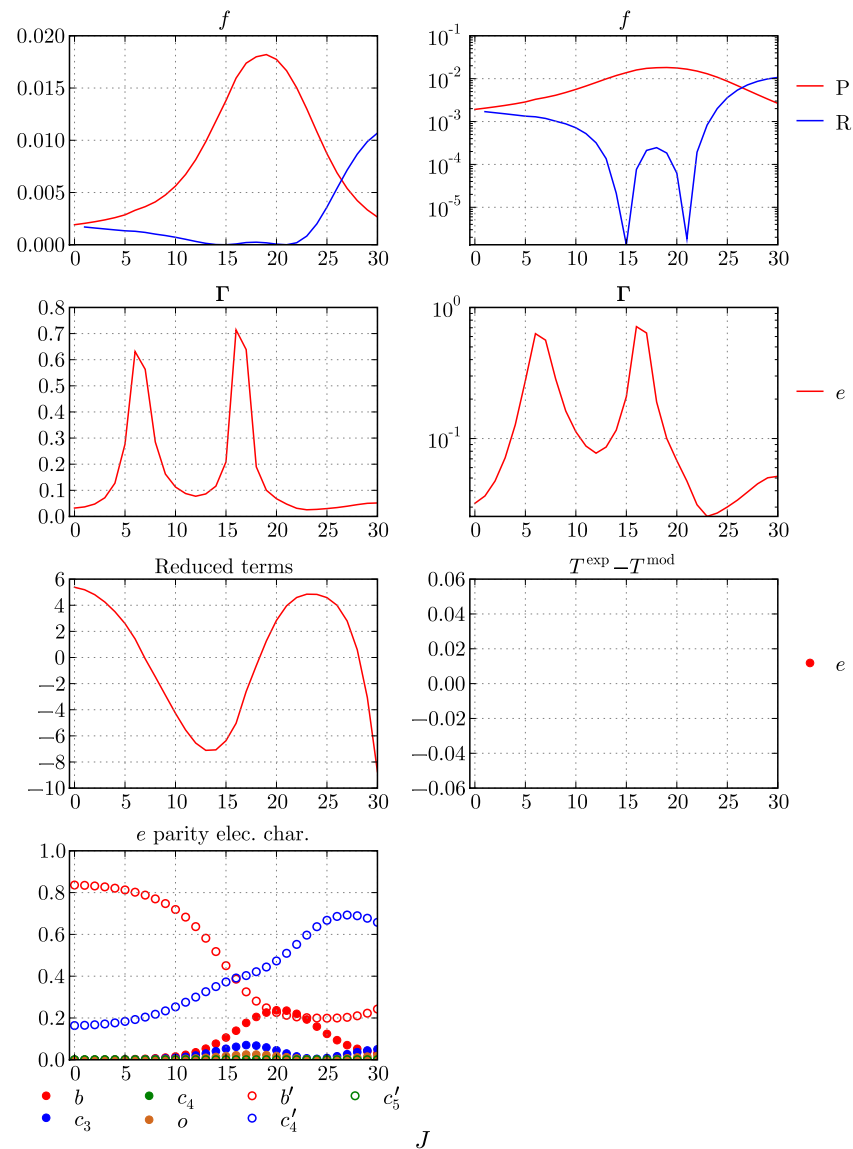 f f
0.020
0.015
0.010
0.005
0.000
0 5 10 15 20 25 30
10^-1
10^-2
10^-3
10^-4
10^-5
0 5 10 15 20 25 30
P
R
Γ Γ
0.8
0.7
0.6
0.5
0.4
0.3
0.2
0.1
0.0
0 5 10 15 20 25 30
10^0
10^-1
0 5 10 15 20 25 30
e
Reduced terms
6
4
2
0
−2
−4
−6
−8
−10
0 5 10 15 20 25 30
T^exp−T^mod
0.06
0.04
0.02
0.00
−0.02
−0.04
−0.06
0 5 10 15 20 25 30
e
e parity elec. char.
1.0
0.8
0.6
0.4
0.2
0.0
0 5 10 15 20 25 30
b c₄ b′ c′₅
c₃ o c′₄
J